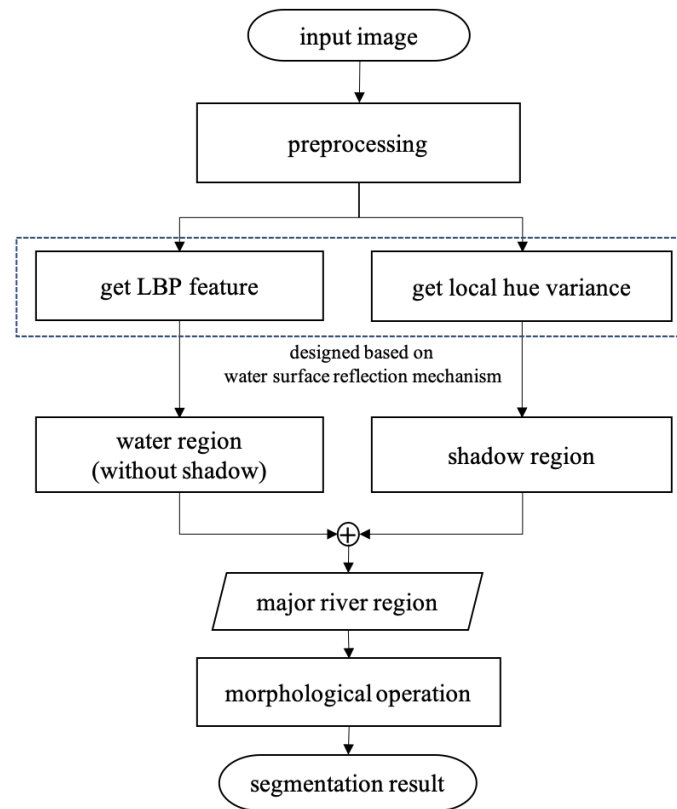 input image
preprocessing
get LBP feature
get local hue variance
designed based on
water surface reflection mechanism
water region
(without shadow)
shadow region
major river region
morphological operation
segmentation result